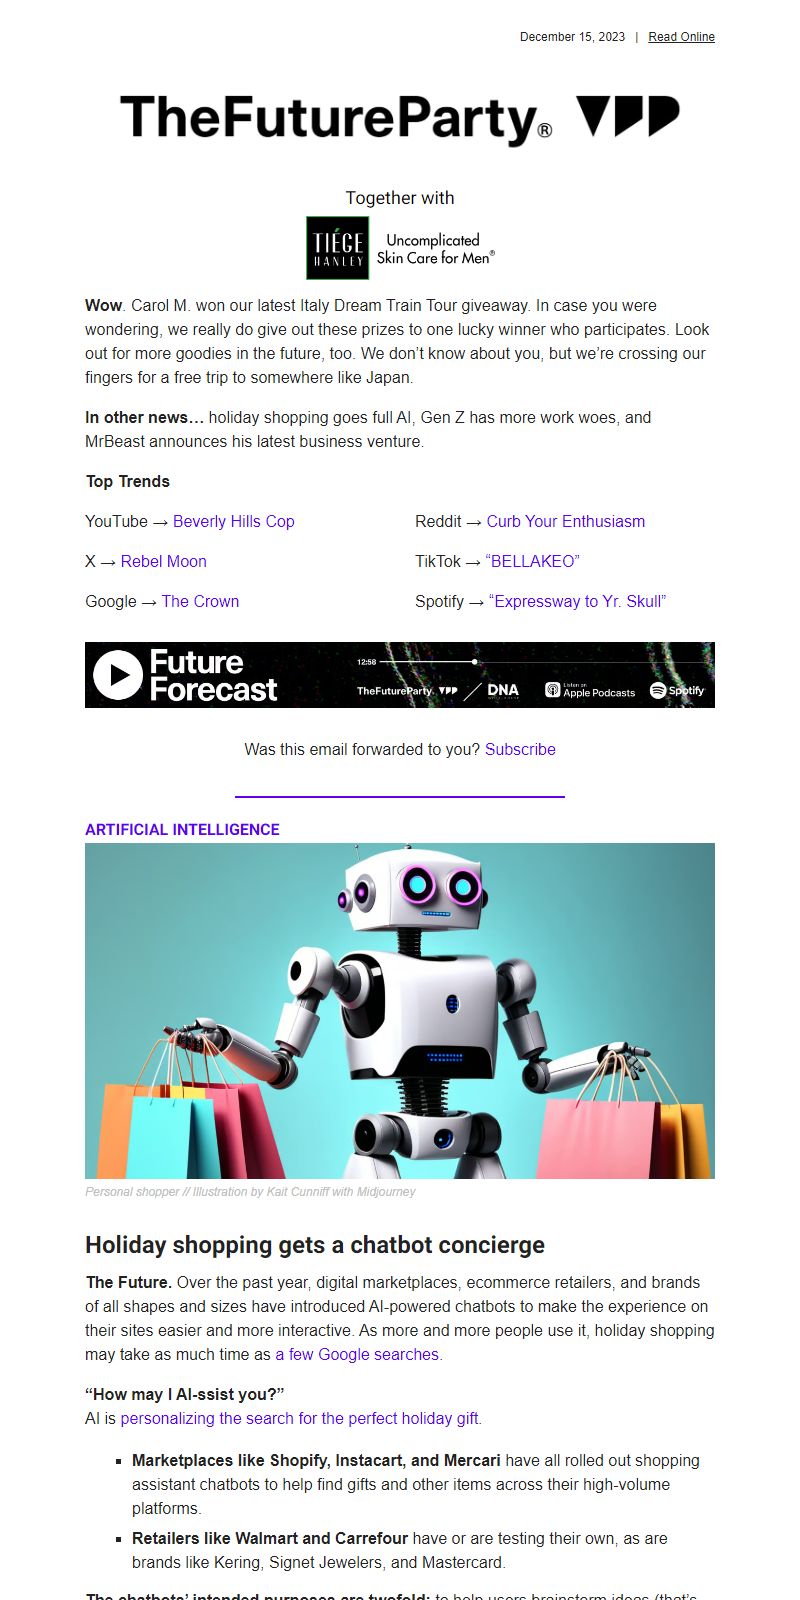 December 15, 2023 | Read Online
TheFutureParty®
Together with
TIÉGE
HANLEY
Uncomplicated
Skin Care for Men®
Wow. Carol M. won our latest Italy Dream Train Tour giveaway. In case you were
wondering, we really do give out these prizes to one lucky winner who participates. Look
out for more goodies in the future, too. We don’t know about you, but we’re crossing our
fingers for a free trip to somewhere like Japan.
In other news… holiday shopping goes full AI, Gen Z has more work woes, and
MrBeast announces his latest business venture.
Top Trends
YouTube → Beverly Hills Cop
Reddit → Curb Your Enthusiasm
X → Rebel Moon
TikTok → “BELLAKEO”
Google → The Crown
Spotify → “Expressway to Yr. Skull”
Future
Forecast
12:58
TheFutureParty
DNA
Listen on
Apple Podcasts
Spotify
Was this email forwarded to you? Subscribe
ARTIFICIAL INTELLIGENCE
Personal shopper // Illustration by Kait Cunniff with Midjourney
Holiday shopping gets a chatbot concierge
The Future. Over the past year, digital marketplaces, ecommerce retailers, and brands
of all shapes and sizes have introduced AI-powered chatbots to make the experience on
their sites easier and more interactive. As more and more people use it, holiday shopping
may take as much time as a few Google searches.
“How may I AI-ssist you?”
AI is personalizing the search for the perfect holiday gift.
▪ Marketplaces like Shopify, Instacart, and Mercari have all rolled out shopping
assistant chatbots to help find gifts and other items across their high-volume
platforms.
▪ Retailers like Walmart and Carrefour have or are testing their own, as are
brands like Kering, Signet Jewelers, and Mastercard.
The chatbots’ intended purposes are twofold: to help users brainstorm ideas (that’s